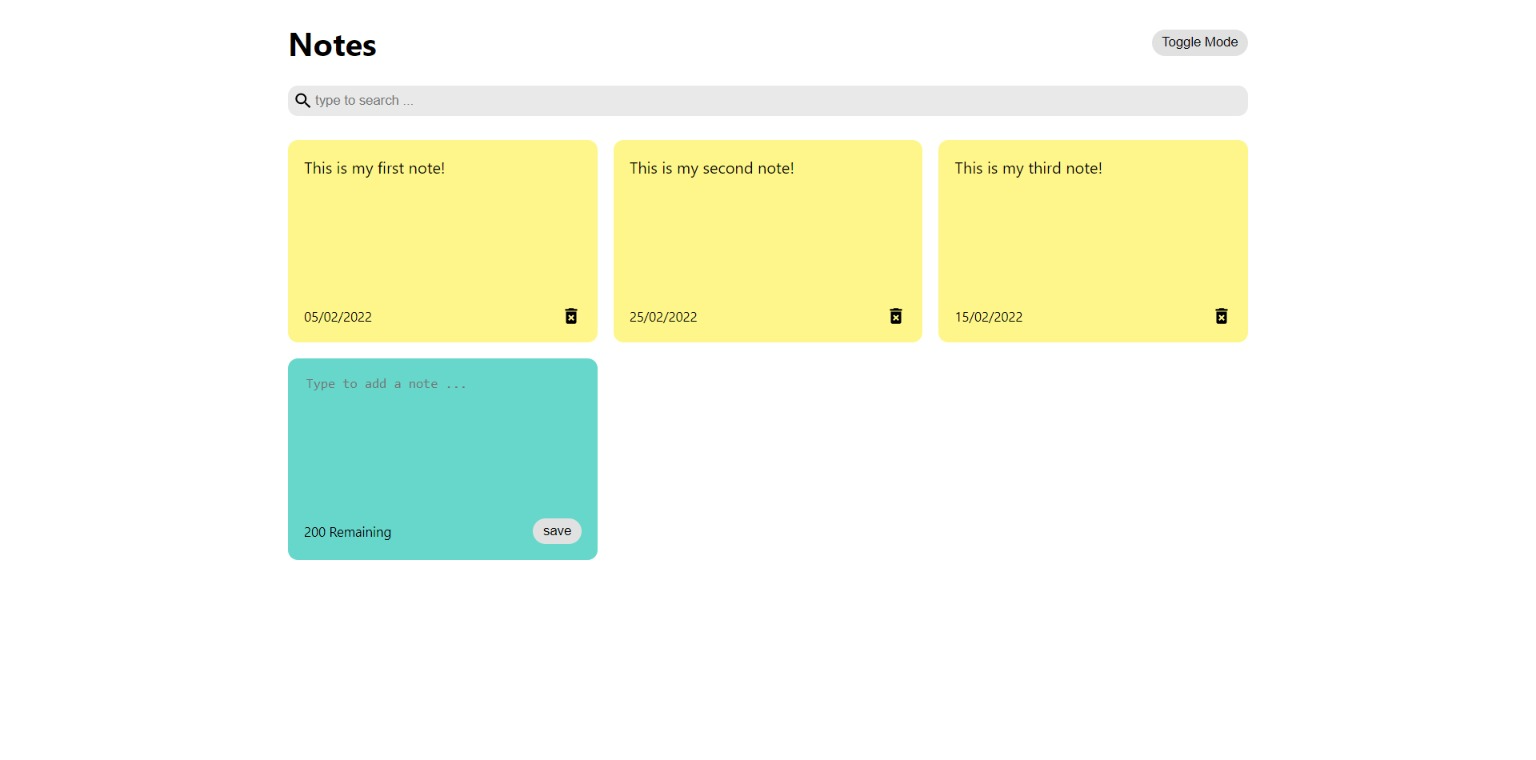 Notes
Toggle Mode
type to search ...
This is my first note!
This is my second note!
This is my third note!
05/02/2022
25/02/2022
15/02/2022
Type to add a note ...
200 Remaining
save